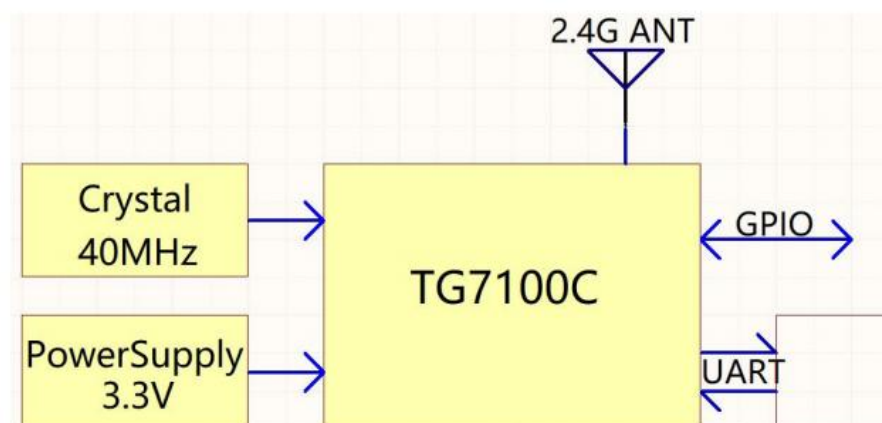 2.4G ANT
Crystal
40MHz
GPIO
TG7100C
PowerSupply
3.3V
UART